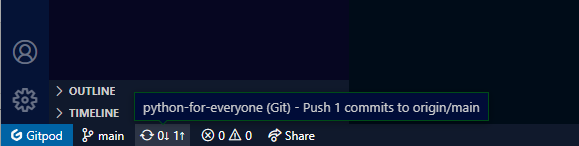 OUTLINE
python-for-everyone (Git) - Push 1 commits to origin/main
TIMELINE
Gitpod main 0↓ 1↑ 0 0 Share